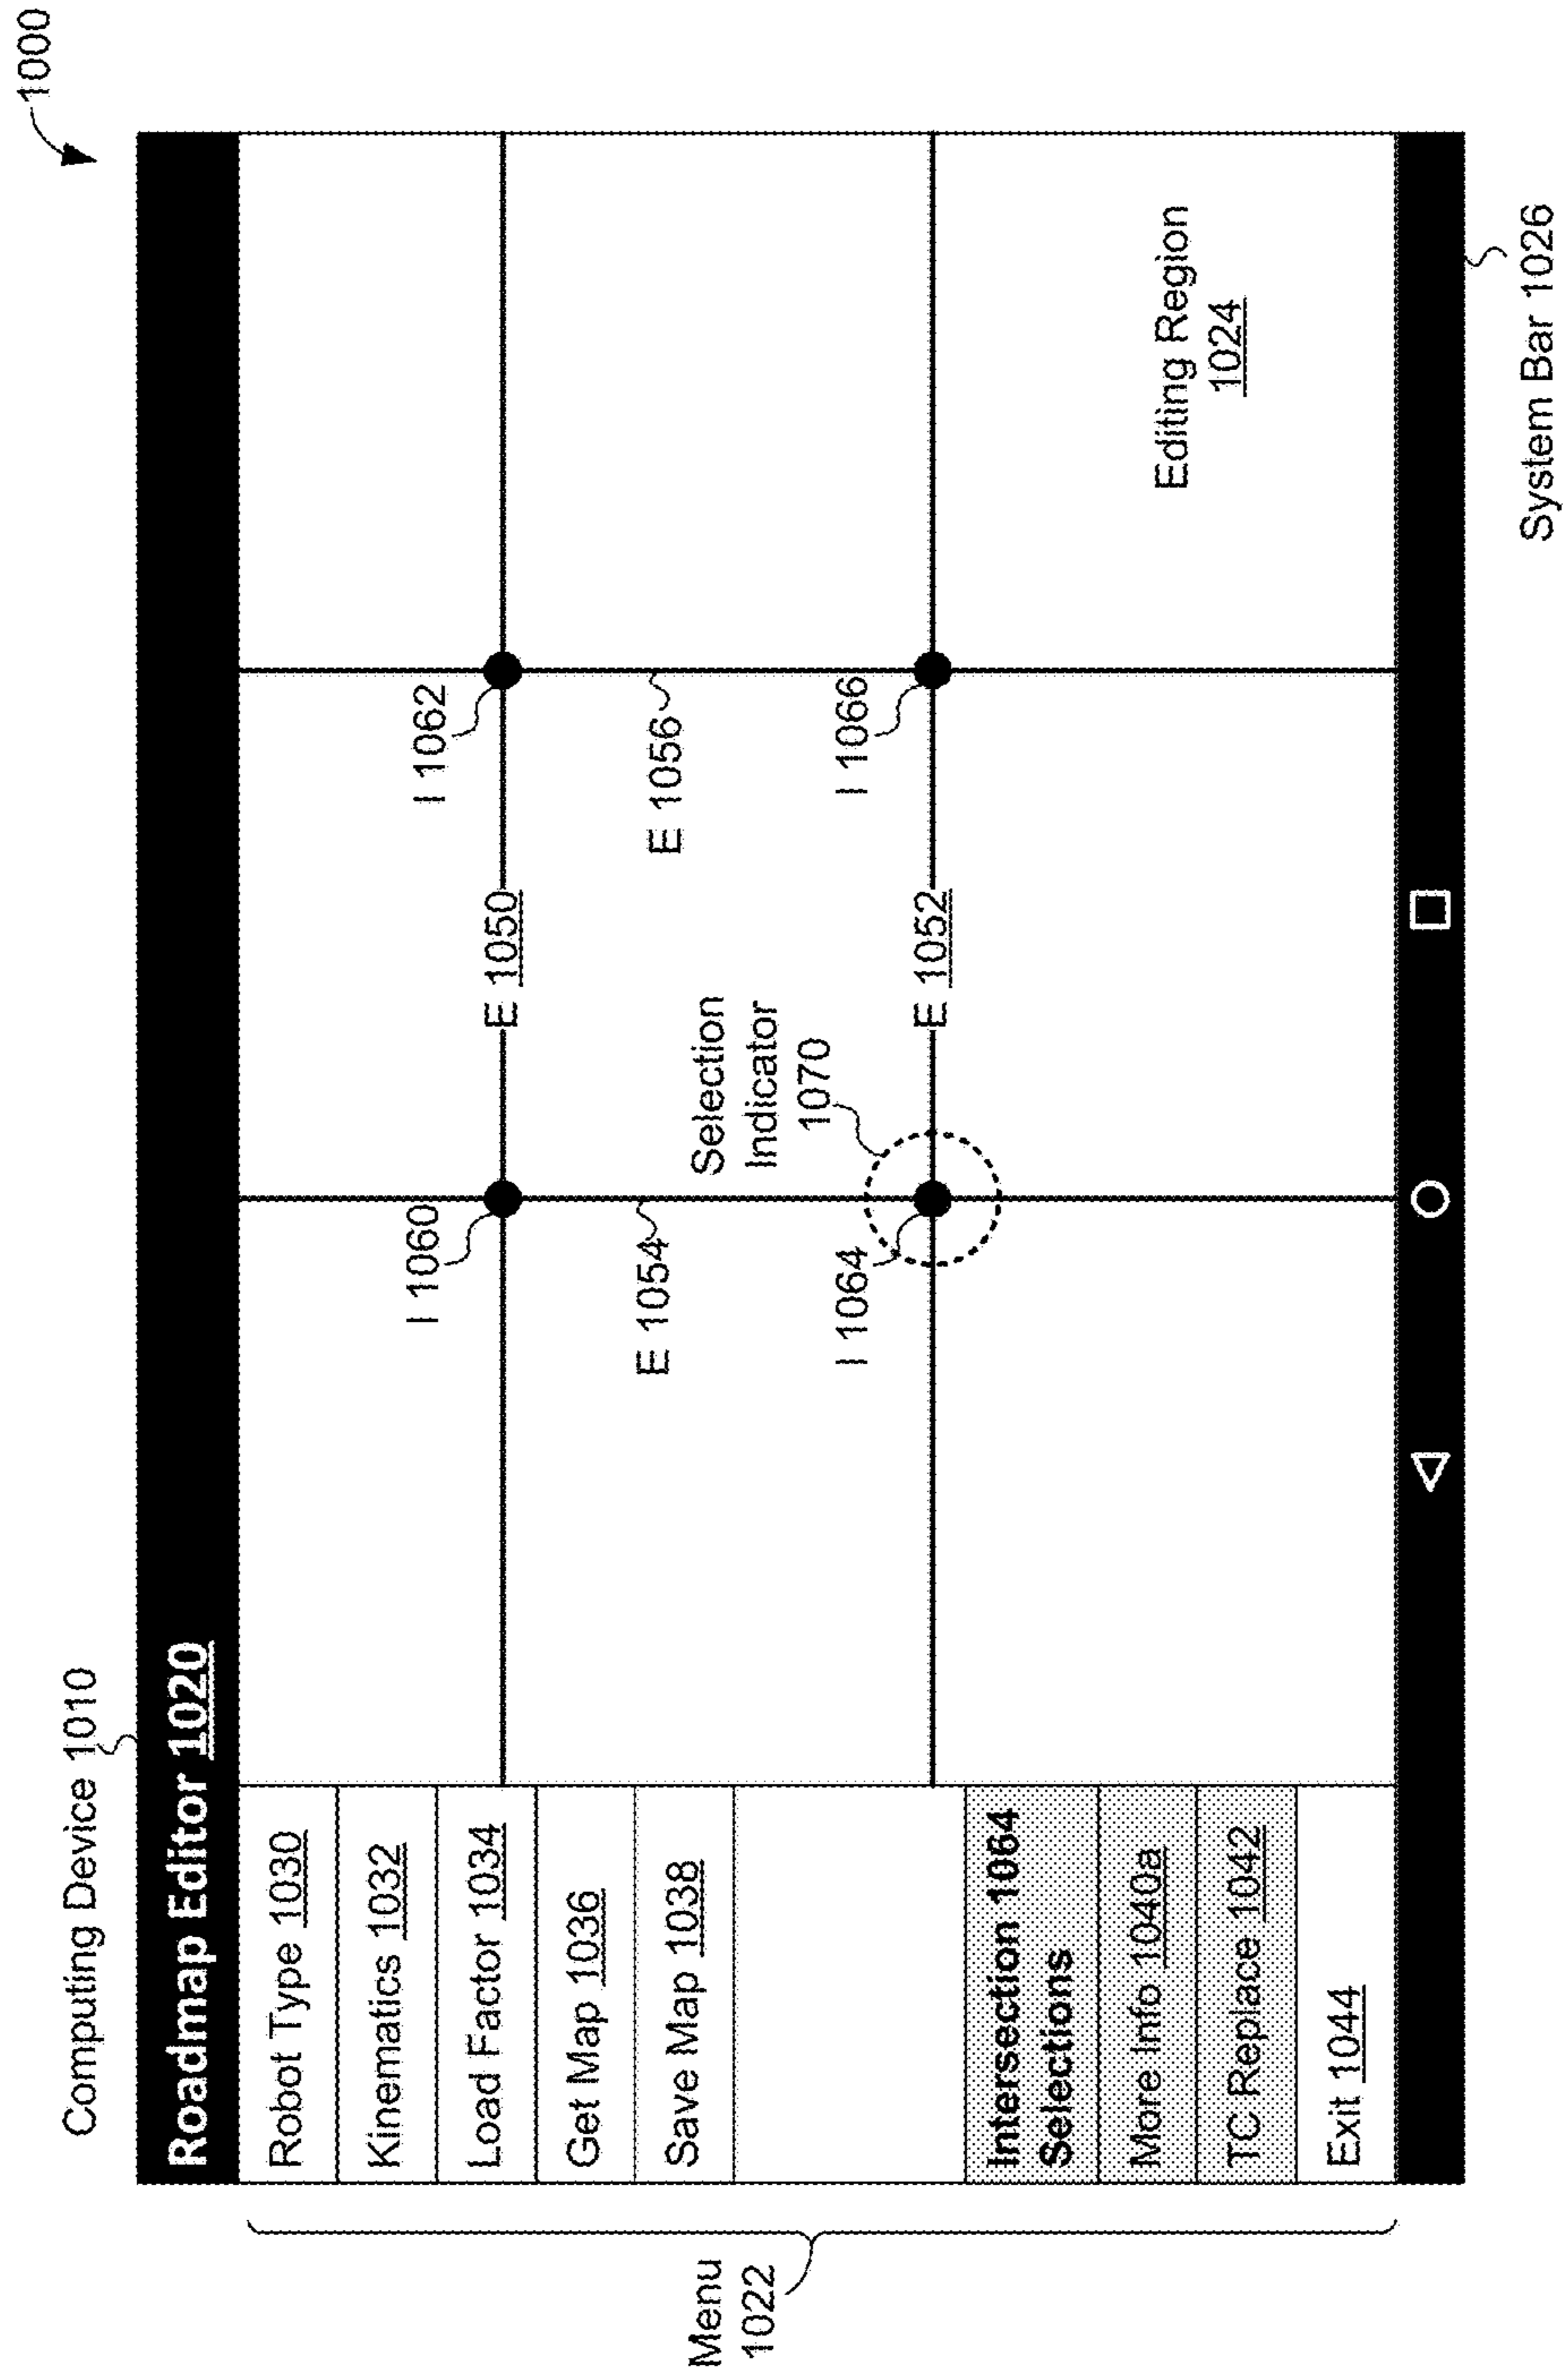 1000
Computing Device 1010
Roadmap Editor 1020
Robot Type 1030
Kinematics 1032
Load Factor 1034
Get Map 1036
Save Map 1038
Intersection 1064
Selections
More Info 1040a
TC Replace 1042
Exit 1044
Menu
1022
I 1060
I 1062
E 1050
E 1054
E 1056
Selection
Indicator
1070
I 1064
I 1066
E 1052
Editing Region
1024
System Bar 1026